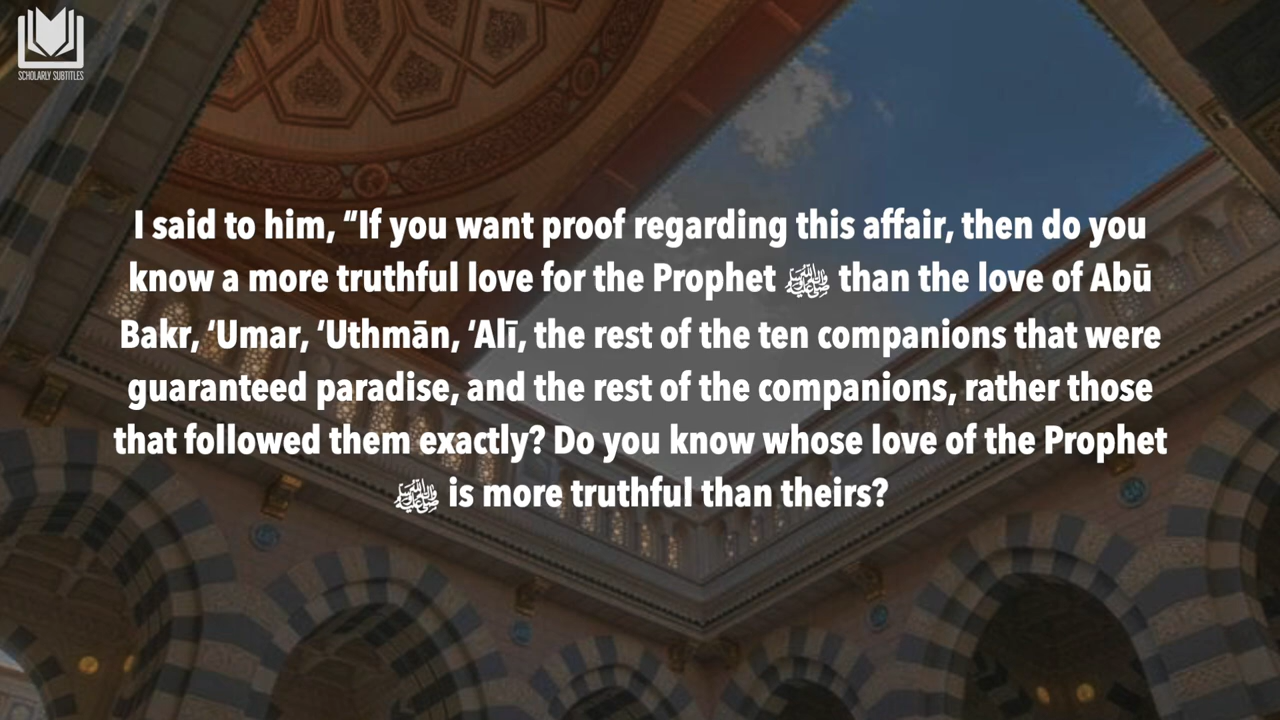 SCHOLARLY SUBTITLES
I said to him, “If you want proof regarding this affair, then do you
know a more truthful love for the Prophet ﷺ than the love of Abū
Bakr, ‘Umar, ‘Uthmān, ‘Alī, the rest of the ten companions that were
guaranteed paradise, and the rest of the companions, rather those
that followed them exactly? Do you know whose love of the Prophet
ﷺ is more truthful than theirs?